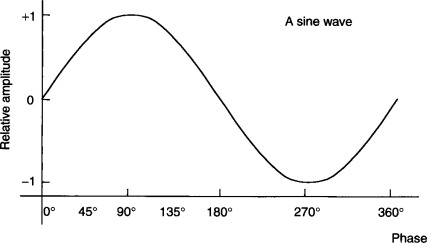 A sine wave
Relative amplitude
+1
0
−1
0° 45° 90° 135° 180° 270° 360°
Phase